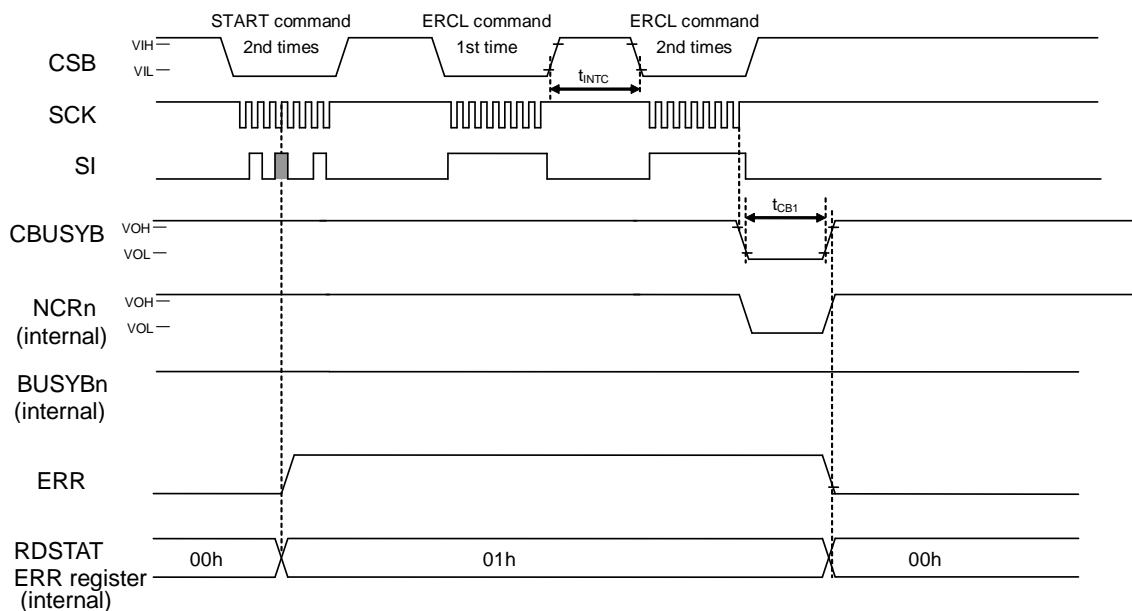 START command
2nd times
ERCL command
1st time
ERCL command
2nd times
CSB
VIH
VIL
tINTC
SCK
SI
CBUSYB
VOH
VOL
tCB1
NCRn
(internal)
VOH
VOL
BUSYBn
(internal)
ERR
RDSTAT
ERR register
(internal)
00h
01h
00h